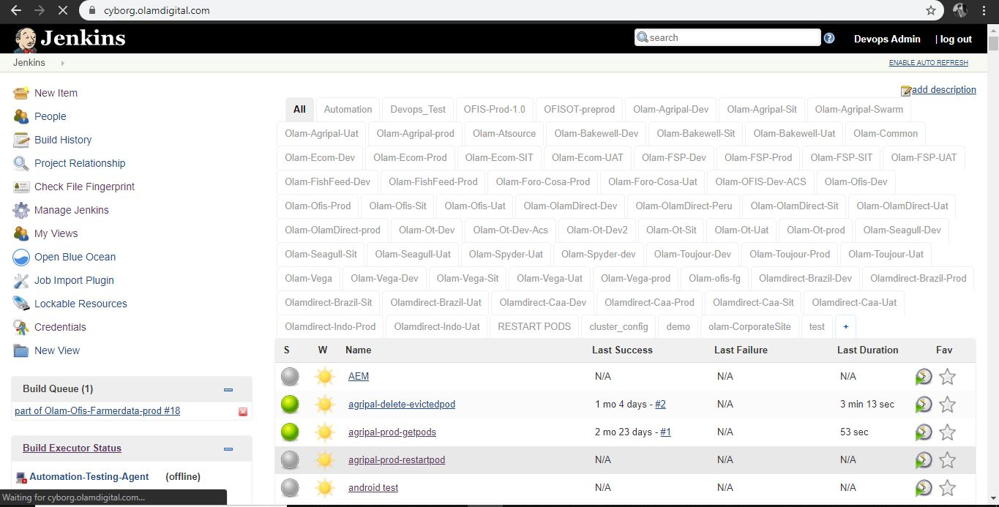 cyborg.olamdigital.com
Jenkins
search
Devops Admin | log out
Jenkins
ENABLE AUTO REFRESH
New Item
People
Build History
Project Relationship
Check File Fingerprint
Manage Jenkins
My Views
Open Blue Ocean
Job Import Plugin
Lockable Resources
Credentials
New View
Build Queue (1)
part of Olam-Ofis-Farmerdata-prod #18
Build Executor Status
Automation-Testing-Agent (offline)
Waiting for cyborg.olamdigital.com...
add description
All Automation Devops_Test OFIS-Prod-1.0 OFISOT-preprod Olam-Agripal-Dev Olam-Agripal-Sit Olam-Agripal-Swarm
Olam-Agripal-Uat Olam-Agripal-prod Olam-Atsource Olam-Bakewell-Dev Olam-Bakewell-Sit Olam-Bakewell-Uat Olam-Common
Olam-Ecom-Dev Olam-Ecom-Prod Olam-Ecom-SIT Olam-Ecom-UAT Olam-FSP-Dev Olam-FSP-Prod Olam-FSP-SIT Olam-FSP-UAT
Olam-FishFeed-Dev Olam-FishFeed-Prod Olam-Foro-Cosa-Prod Olam-Foro-Cosa-Uat Olam-OFIS-Dev-ACS Olam-Ofis-Dev
Olam-Ofis-Prod Olam-Ofis-Sit Olam-Ofis-Uat Olam-OlamDirect-Dev Olam-OlamDirect-Peru Olam-OlamDirect-Sit Olam-OlamDirect-Uat
Olam-OlamDirect-prod Olam-Ot-Dev Olam-Ot-Dev-Acs Olam-Ot-Dev2 Olam-Ot-Sit Olam-Ot-Uat Olam-Ot-prod Olam-Seagull-Dev
Olam-Seagull-Sit Olam-Seagull-Uat Olam-Spyder-Uat Olam-Spyder-dev Olam-Toujour-Dev Olam-Toujour-Prod Olam-Toujour-Uat
Olam-Vega Olam-Vega-Dev Olam-Vega-Sit Olam-Vega-Uat Olam-Vega-prod Olam-ofis-fg Olamdirect-Brazil-Dev Olamdirect-Brazil-Prod
Olamdirect-Brazil-Sit Olamdirect-Brazil-Uat Olamdirect-Caa-Dev Olamdirect-Caa-Prod Olamdirect-Caa-Sit Olamdirect-Caa-Uat
Olamdirect-Indo-Prod Olamdirect-Indo-Uat RESTART PODS cluster_config demo olam-CorporateSite test +
S W Name Last Success Last Failure Last Duration Fav
AEM N/A N/A N/A
agripal-delete-evictedpod 1 mo 4 days - #2 N/A 3 min 13 sec
agripal-prod-getpods 2 mo 23 days - #1 N/A 53 sec
agripal-prod-restartpod N/A N/A N/A
android test N/A N/A N/A